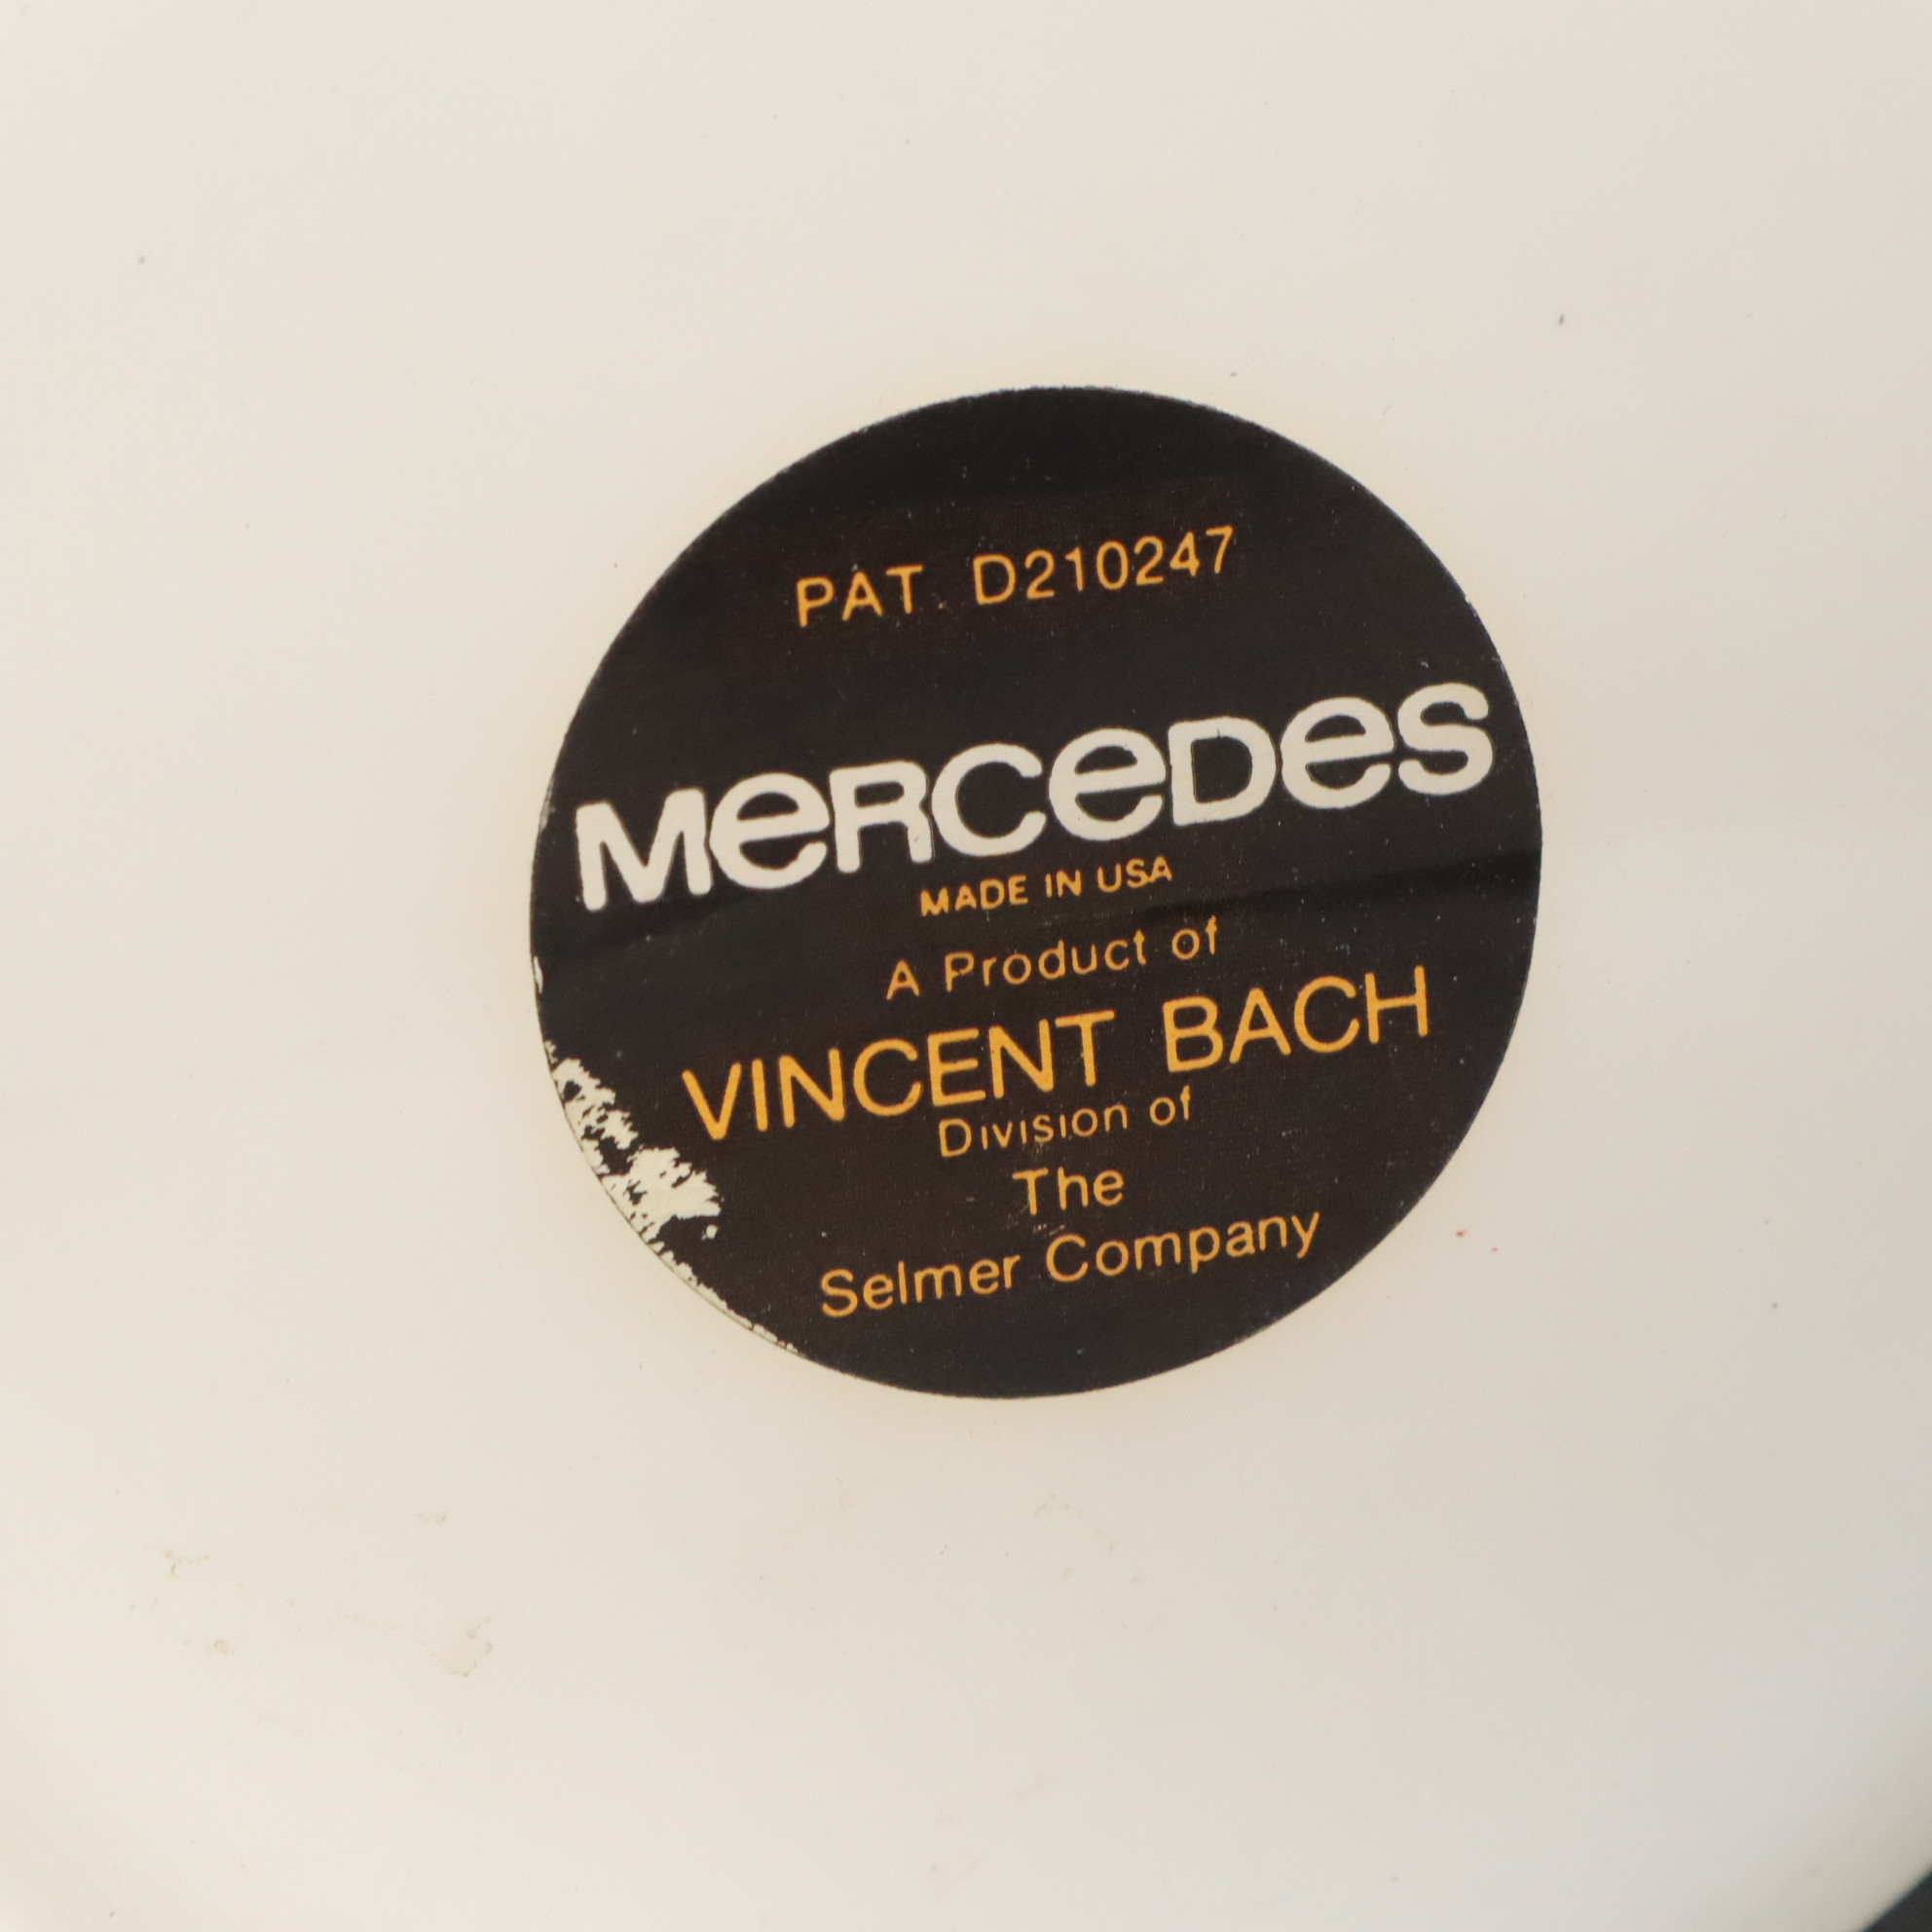 PAT. D210247
MeRCeDeS
MADE IN USA
A Product of
VINCENT BACH
Division of
The
Selmer Company